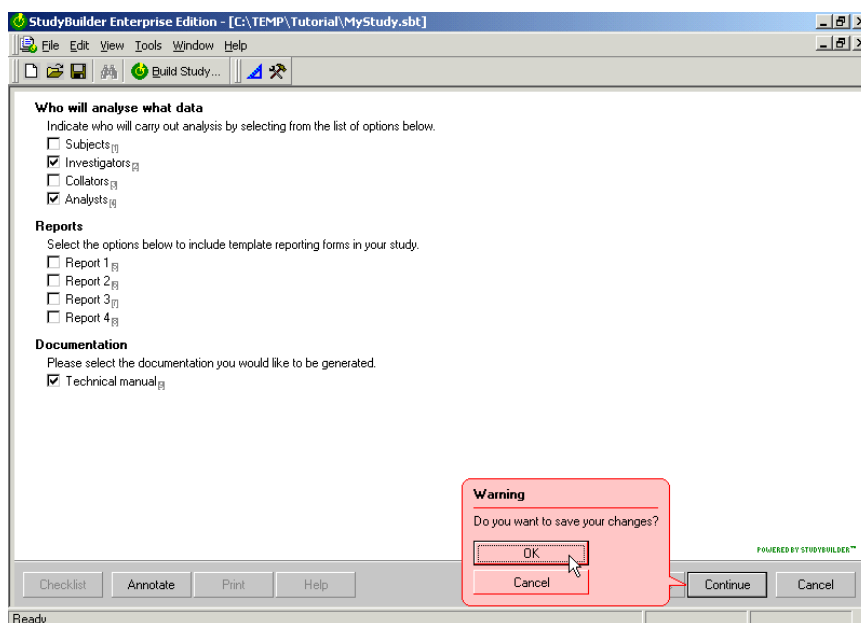 StudyBuilder Enterprise Edition - [C:\TEMP\Tutorial\MyStudy.sbt]
File Edit View Tools Window Help
Build Study...
Who will analyse what data
Indicate who will carry out analysis by selecting from the list of options below.
Subjects [1]
Investigators [2]
Collators [3]
Analysts [4]
Reports
Select the options below to include template reporting forms in your study.
Report 1 [5]
Report 2 [6]
Report 3 [7]
Report 4 [8]
Documentation
Please select the documentation you would like to be generated.
Technical manual [9]
Warning
Do you want to save your changes?
OK
Cancel
POWERED BY STUDYBUILDER™
Checklist Annotate Print Help Continue Cancel
Ready